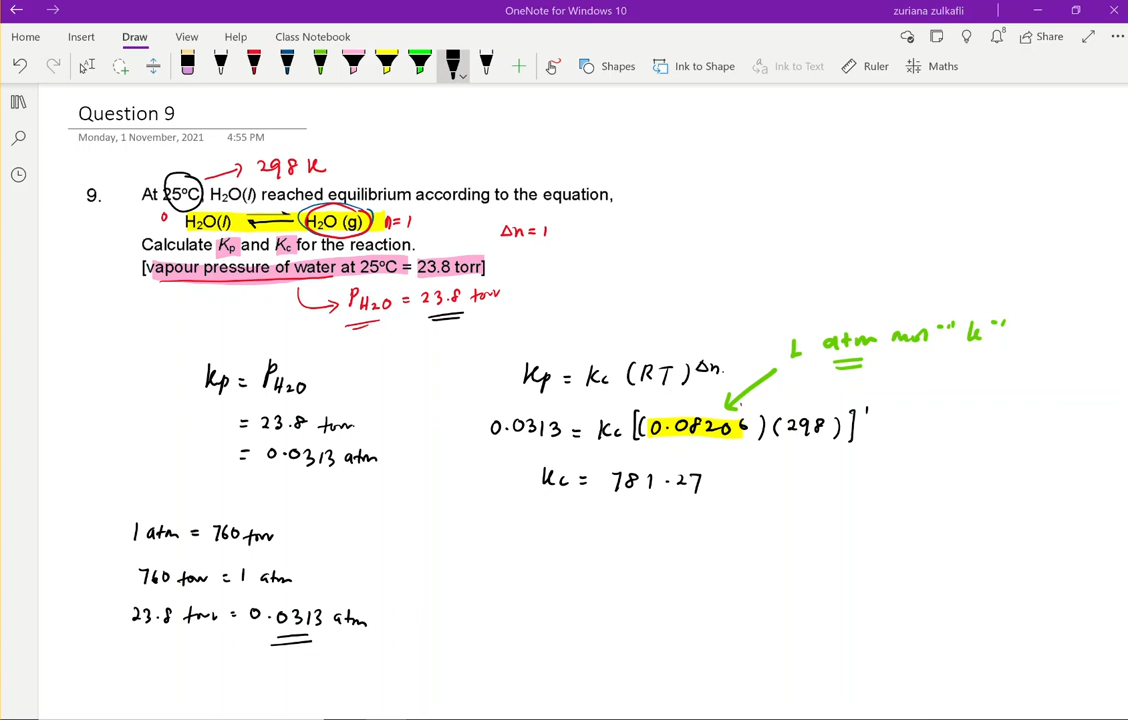 OneNote for Windows 10
zuriana zulkafli
Home Insert Draw View Help Class Notebook
8
Share
Shapes Ink to Shape Ink to Text Ruler Maths
Question 9
Monday, 1 November, 2021 4:55 PM
298 K
9. At 25ºC, H₂O(l) reached equilibrium according to the equation,
0 H₂O(l) ⇌ H₂O (g) n = 1
Δn = 1
Calculate Kp and Kc for the reaction.
[vapour pressure of water at 25ºC = 23.8 torr]
→ P H₂O = 23.8 torr
L atm mol⁻¹ K⁻¹
Kp = P H₂O
= 23.8 torr
= 0.0313 atm
Kp = Kc (RT)^Δn.
0.0313 = Kc [(0.08206)(298)]¹
Kc = 781.27
1 atm = 760 torr
760 torr = 1 atm
23.8 torr = 0.0313 atm